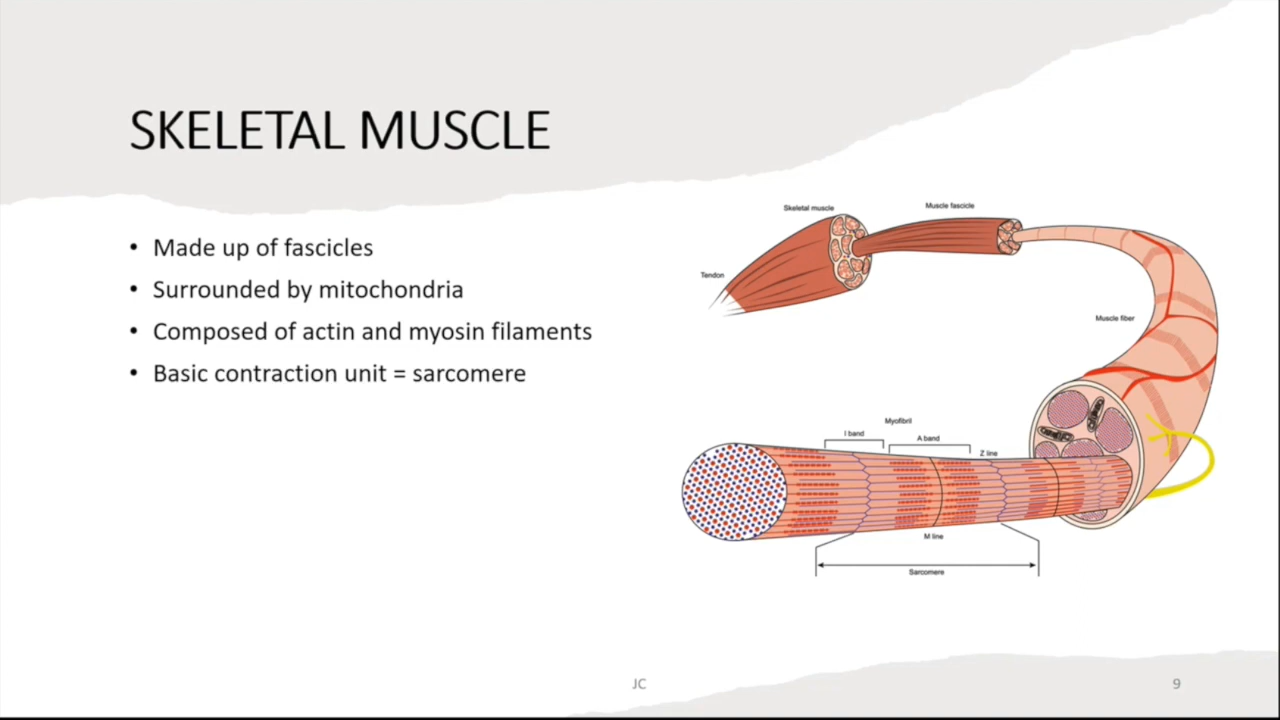 SKELETAL MUSCLE
• Made up of fascicles
• Surrounded by mitochondria
• Composed of actin and myosin filaments
• Basic contraction unit = sarcomere
Skeletal muscle
Muscle fascicle
Tendon
Muscle fiber
Myofibril
I band
A band
Z line
M line
Sarcomere
JC
9